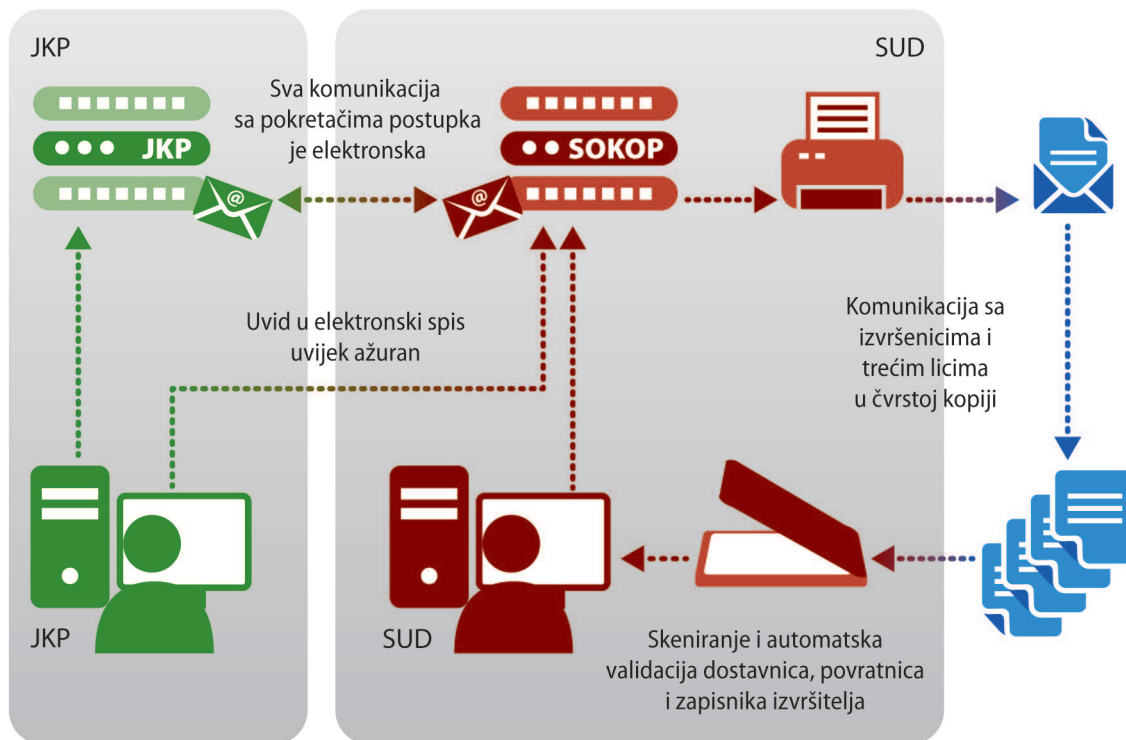 JKP
SUD
Sva komunikacija
sa pokretačima postupka
je elektronska
JKP
SOKOP
@
@
Uvid u elektronski spis
uvijek ažuran
Komunikacija sa
izvršenicima i
trećim licima
u čvrstoj kopiji
JKP
SUD
Skeniranje i automatska
validacija dostavnica, povratnica
i zapisnika izvršitelja